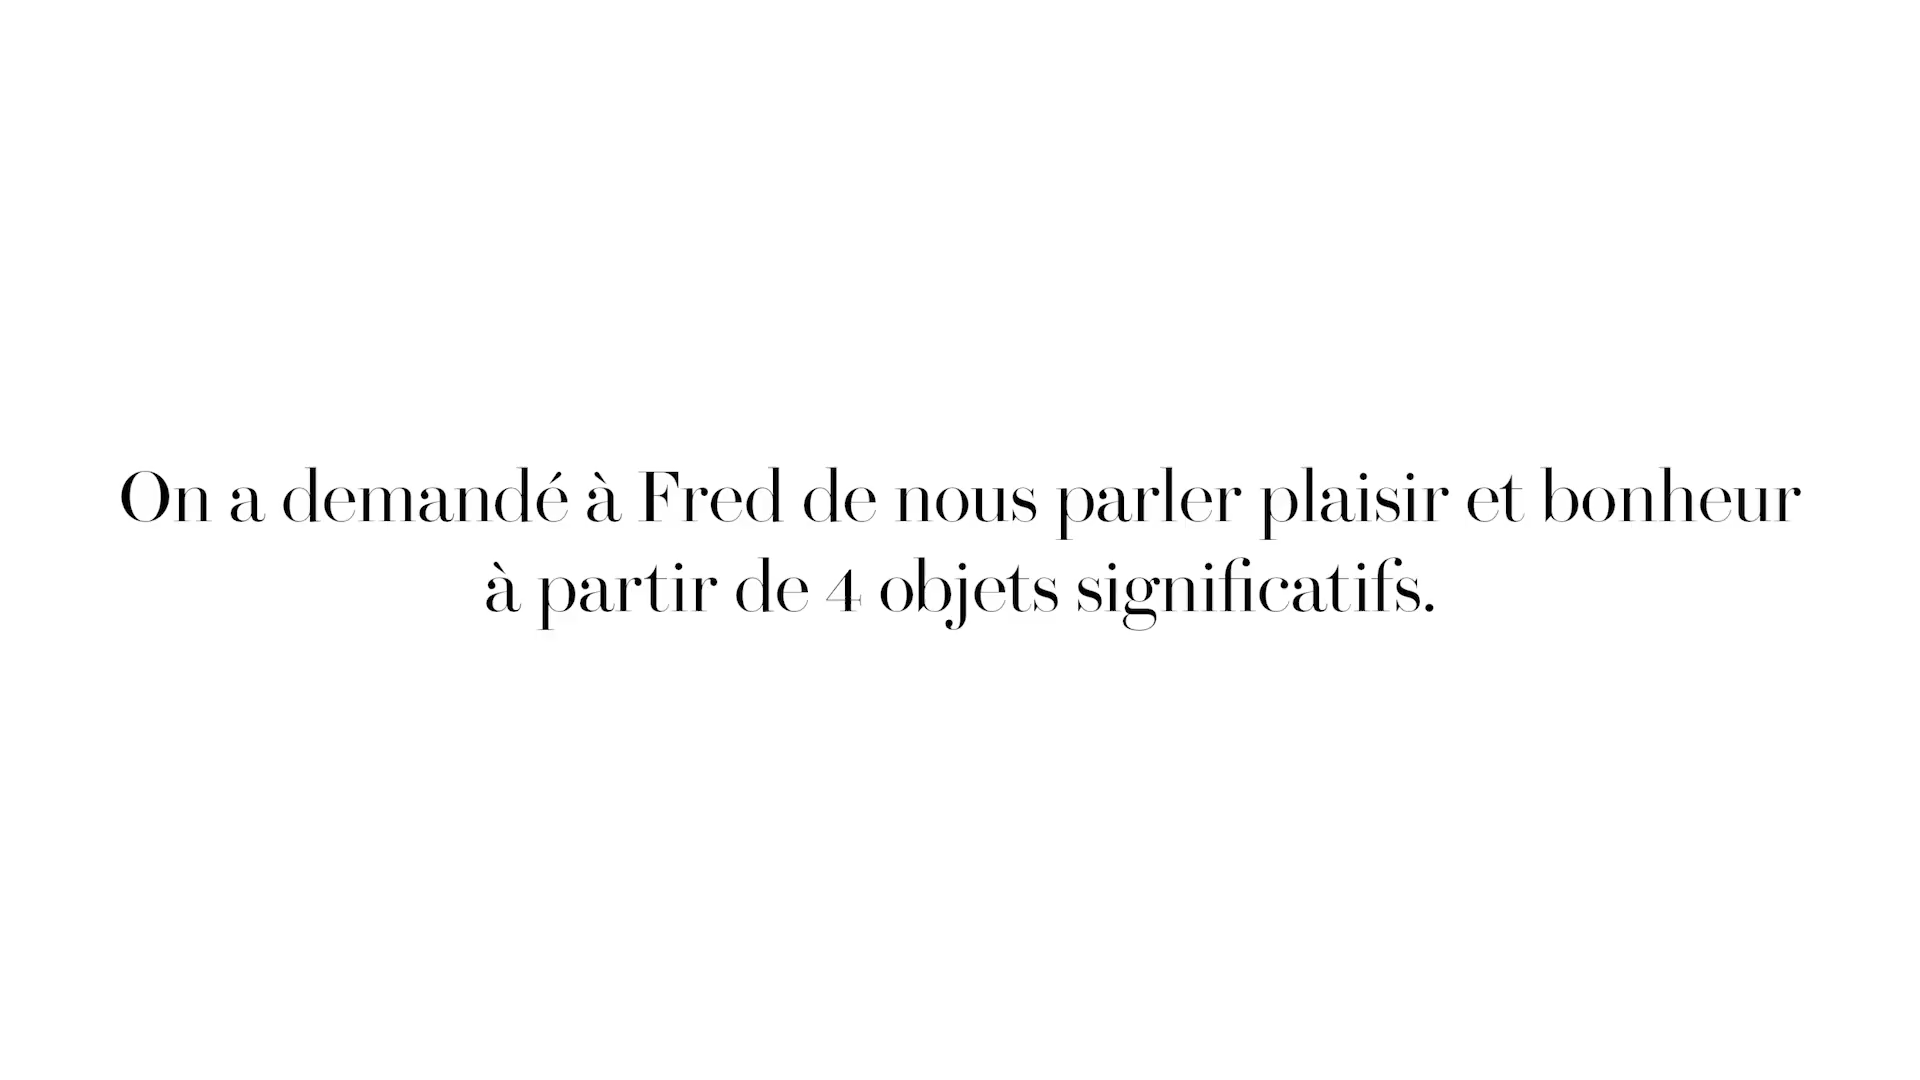 On a demandé à Fred de nous parler plaisir et bonheur
à partir de 4 objets significatifs.